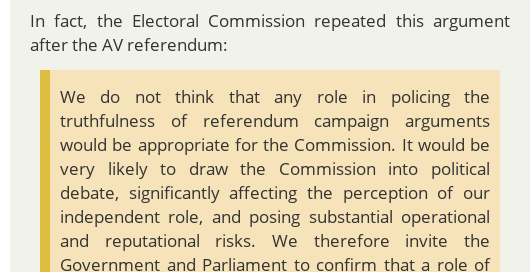 In fact, the Electoral Commission repeated this argument
after the AV referendum:
We do not think that any role in policing the
truthfulness of referendum campaign arguments
would be appropriate for the Commission. It would be
very likely to draw the Commission into political
debate, significantly affecting the perception of our
independent role, and posing substantial operational
and reputational risks. We therefore invite the
Government and Parliament to confirm that a role of